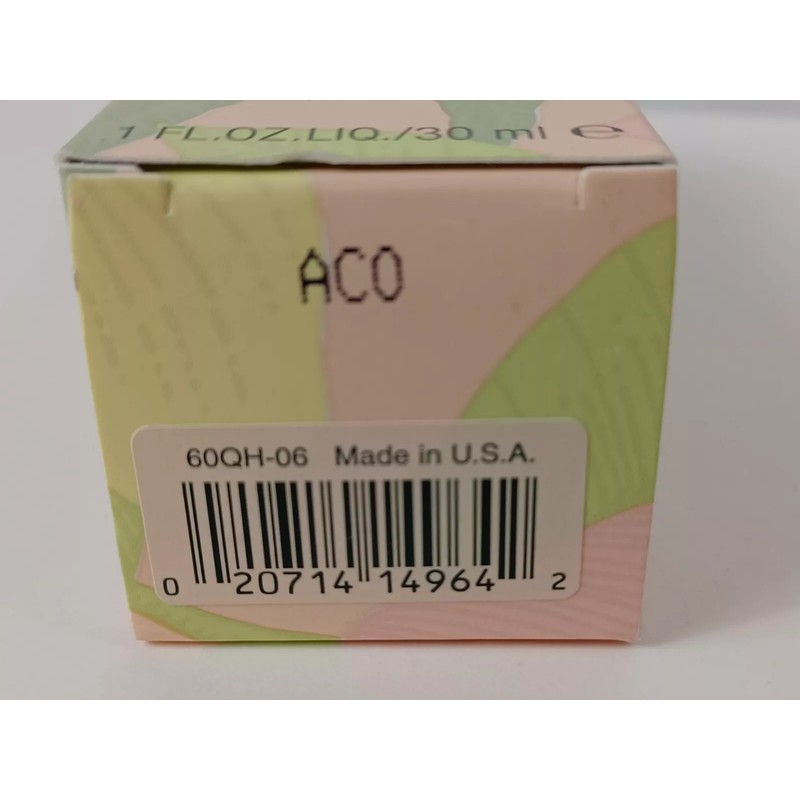 1 FL.OZ.LIQ./30 ml ℮
AC0
60QH-06 Made in U.S.A.
0 20714 14964 2